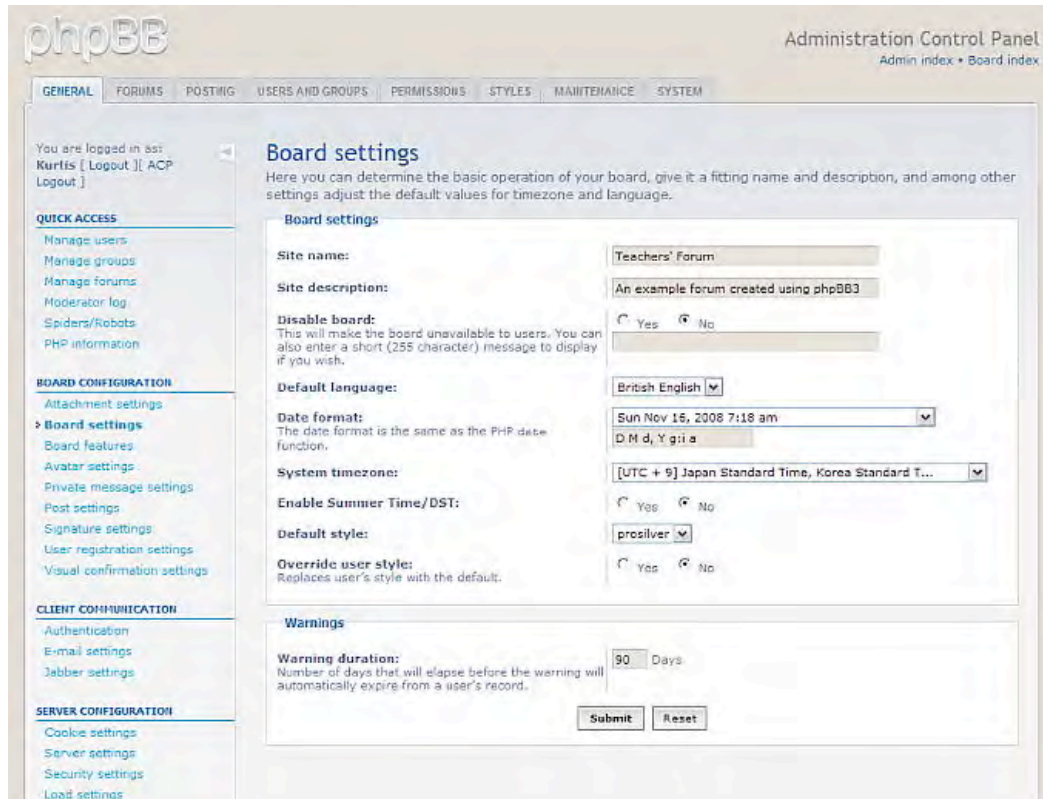 phpBB
Administration Control Panel
Admin index • Board index
GENERAL FORUMS POSTING USERS AND GROUPS PERMISSIONS STYLES MAINTENANCE SYSTEM
You are logged in as:
Kurtis [ Logout ][ ACP
Logout ]
QUICK ACCESS
Manage users
Manage groups
Manage forums
Moderator log
Spiders/Robots
PHP information
BOARD CONFIGURATION
Attachment settings
Board settings
Board features
Avatar settings
Private message settings
Post settings
Signature settings
User registration settings
Visual confirmation settings
CLIENT COMMUNICATION
Authentication
E-mail settings
Jabber settings
SERVER CONFIGURATION
Cookie settings
Server settings
Security settings
Load settings
Board settings
Here you can determine the basic operation of your board, give it a fitting name and description, and among other
settings adjust the default values for timezone and language.
Board settings
Site name: Teachers' Forum
Site description: An example forum created using phpBB3
Disable board: Yes No
This will make the board unavailable to users. You can
also enter a short (255 character) message to display
if you wish.
Default language: British English
Date format: Sun Nov 16, 2008 7:18 am
The date format is the same as the PHP date D M d, Y g:i a
function.
System timezone: [UTC + 9] Japan Standard Time, Korea Standard T...
Enable Summer Time/DST: Yes No
Default style: prosilver
Override user style: Yes No
Replaces user's style with the default.
Warnings
Warning duration: 90 Days
Number of days that will elapse before the warning will
automatically expire from a user's record.
Submit Reset